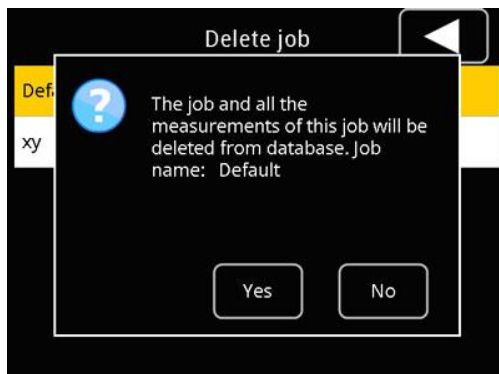 Delete job
The job and all the
measurements of this job will be
deleted from database. Job
name: Default
xy
Yes
No